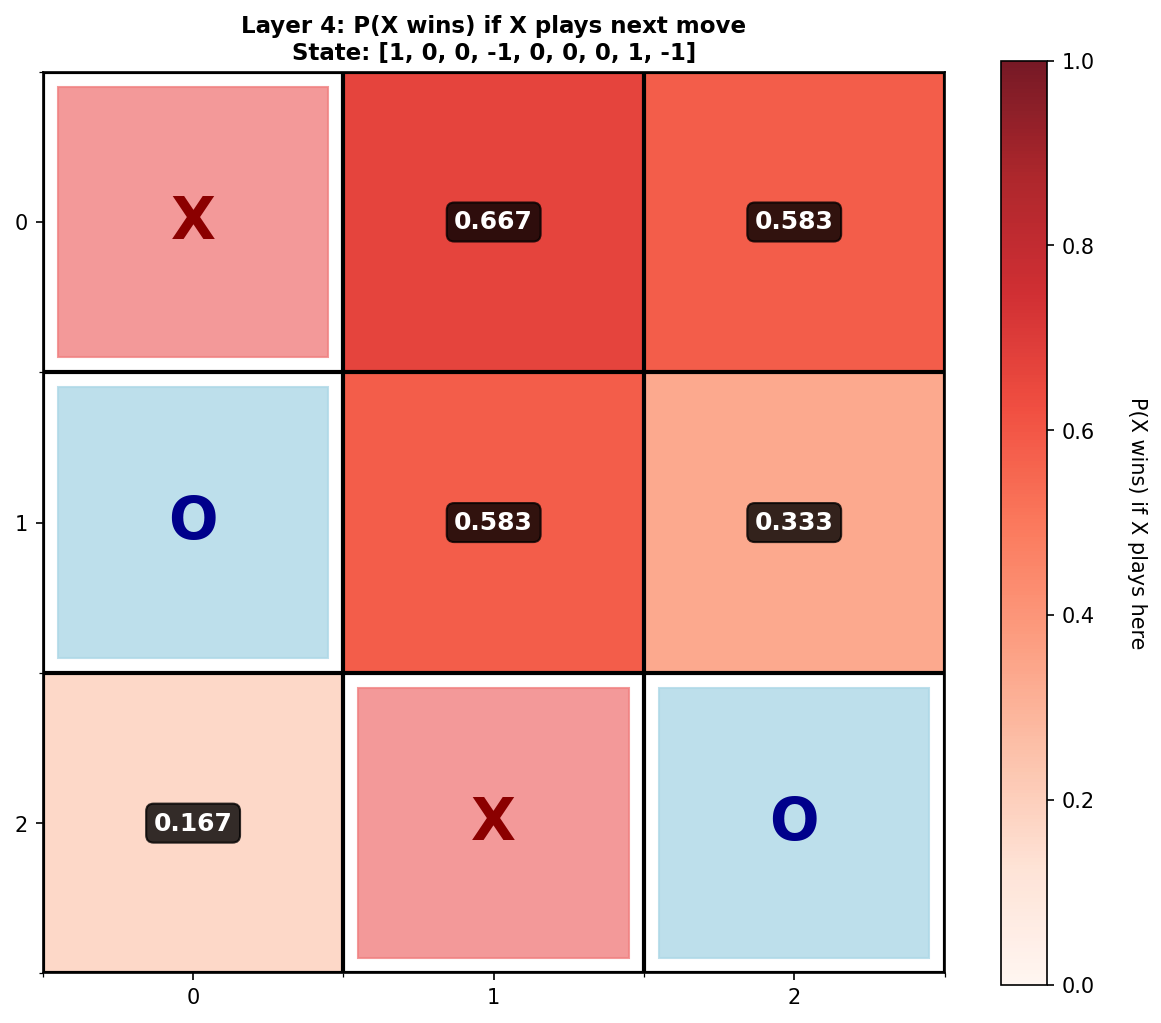 Layer 4: P(X wins) if X plays next move
State: [1, 0, 0, -1, 0, 0, 0, 1, -1]
0
X
0.667
0.583
1
O
0.583
0.333
2
0.167
X
O
0
1
2
1.0
0.8
0.6
0.4
0.2
0.0
P(X wins) if X plays here